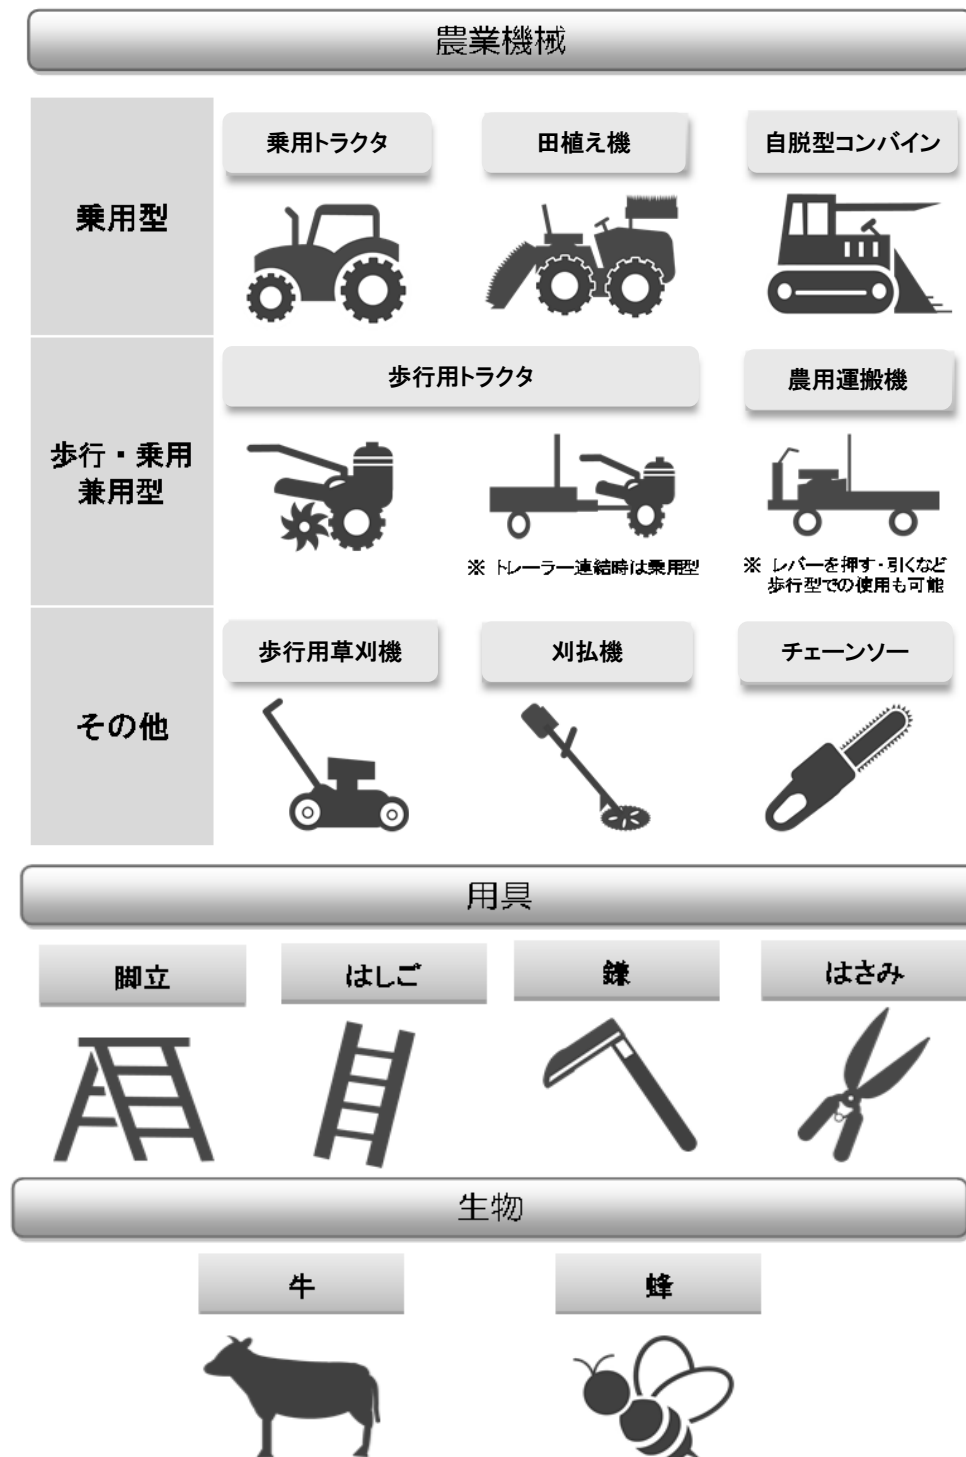 農業機械
乗用型
乗用トラクタ
田植え機
自脱型コンバイン
歩行・乗用
兼用型
歩行用トラクタ
農用運搬機
※ トレーラー連結時は乗用型
※ レバーを押す・引くなど
歩行型での使用も可能
その他
歩行用草刈機
刈払機
チェーンソー
用具
脚立
はしご
鎌
はさみ
生物
牛
蜂